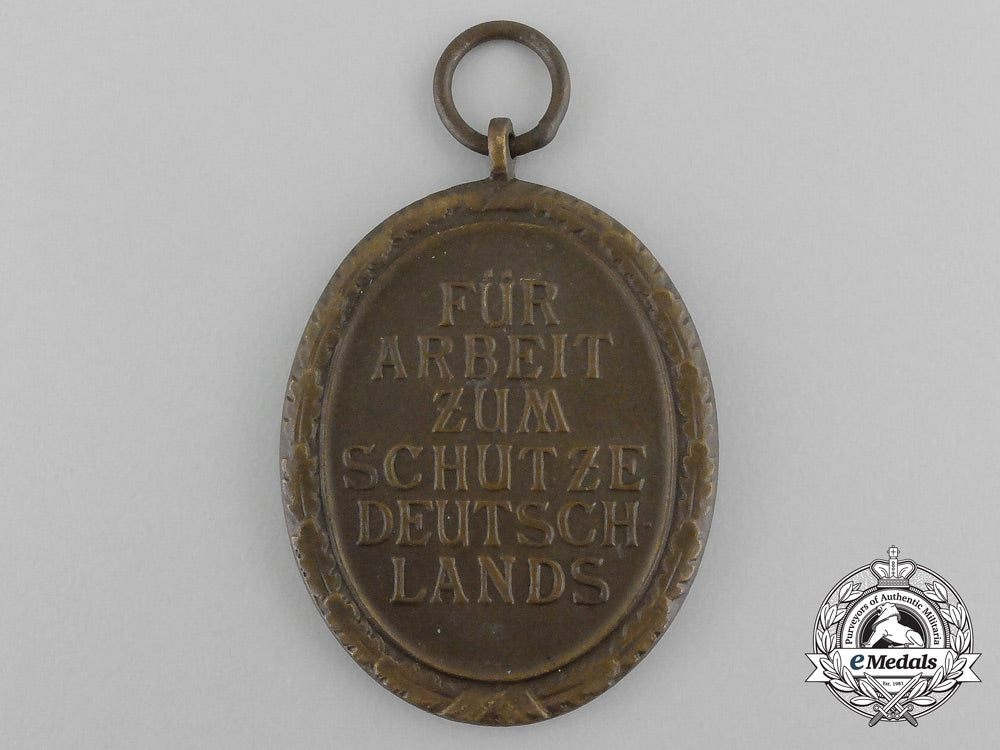 FÜR
ARBEIT
ZUM
SCHUTZE
DEUTSCH-
LANDS
Purveyors of Authentic Militaria
eMedals
Est. 1981